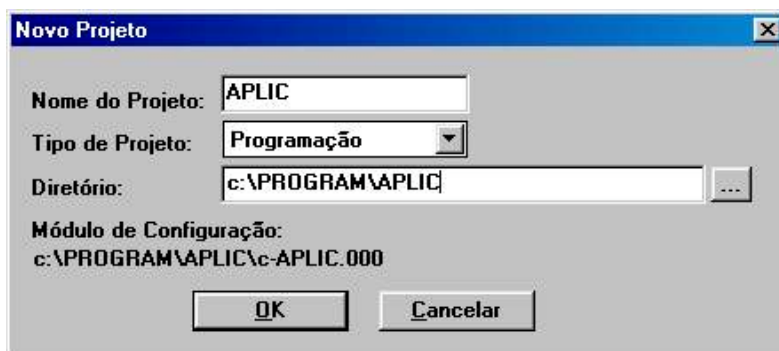 Novo Projeto
Nome do Projeto: APLIC
Tipo de Projeto: Programação
Diretório: c:\PROGRAM\APLIC ...
Módulo de Configuração:
c:\PROGRAM\APLIC\c-APLIC.000
OK Cancelar